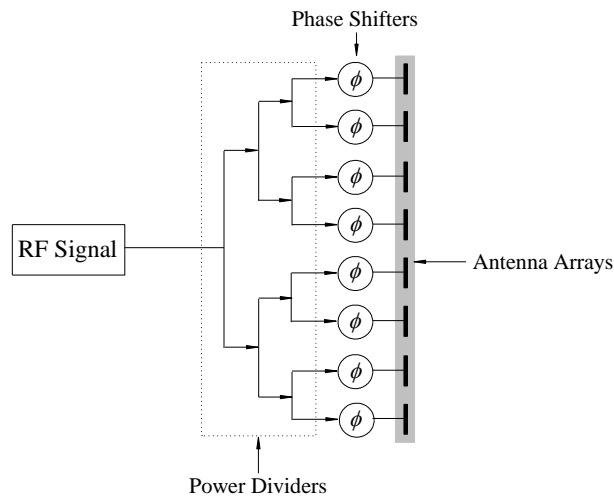 Phase Shifters
ϕ
ϕ
ϕ
ϕ
RF Signal
ϕ
Antenna Arrays
ϕ
ϕ
ϕ
Power Dividers